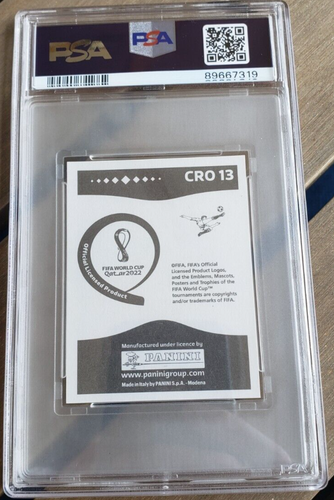 PSA
PSA
89667319
CRO 13
FIFA WORLD CUP
Qatar2022
Official Licensed Product
©FIFA, FIFA's Official
Licensed Product Logos,
and the Emblems, Mascots,
Posters and Trophies of the
FIFA World Cup™
tournaments are copyrights
and/or trademarks of FIFA.
Manufactured under licence by
PANINI
www.paninigroup.com
Made in Italy by PANINI S.p.A. - Modena
PSA